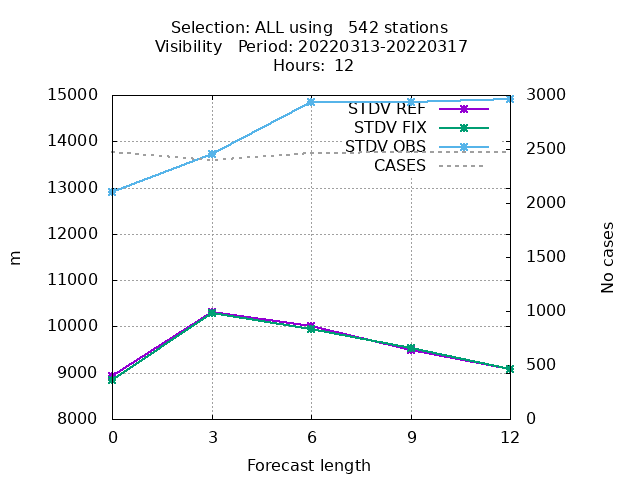 Selection: ALL using   542 stations
Visibility   Period: 20220313-20220317
Hours: 12
15000
14000
13000
12000
11000
10000
9000
8000
m
3000
2500
2000
1500
1000
500
0
No cases
STDV REF
STDV FIX
STDV OBS
CASES
0 3 6 9 12
Forecast length